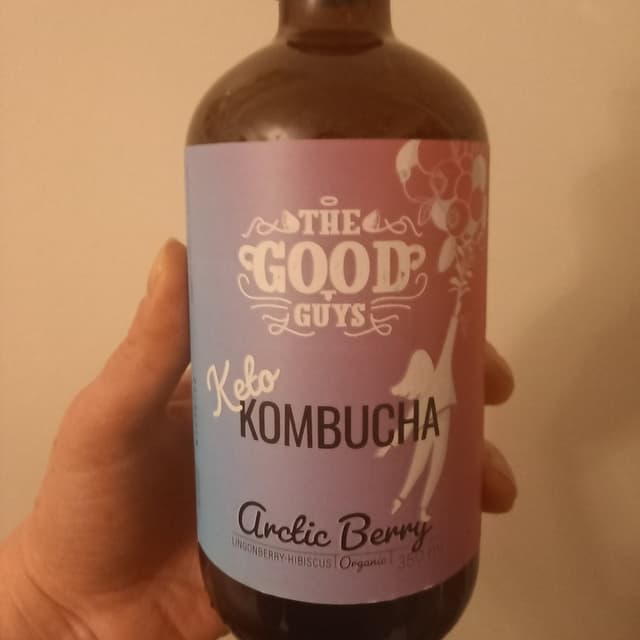 THE
GOOD
GUYS
Keto
KOMBUCHA
Arctic Berry
LINGONBERRY-HIBISCUS | Organic |